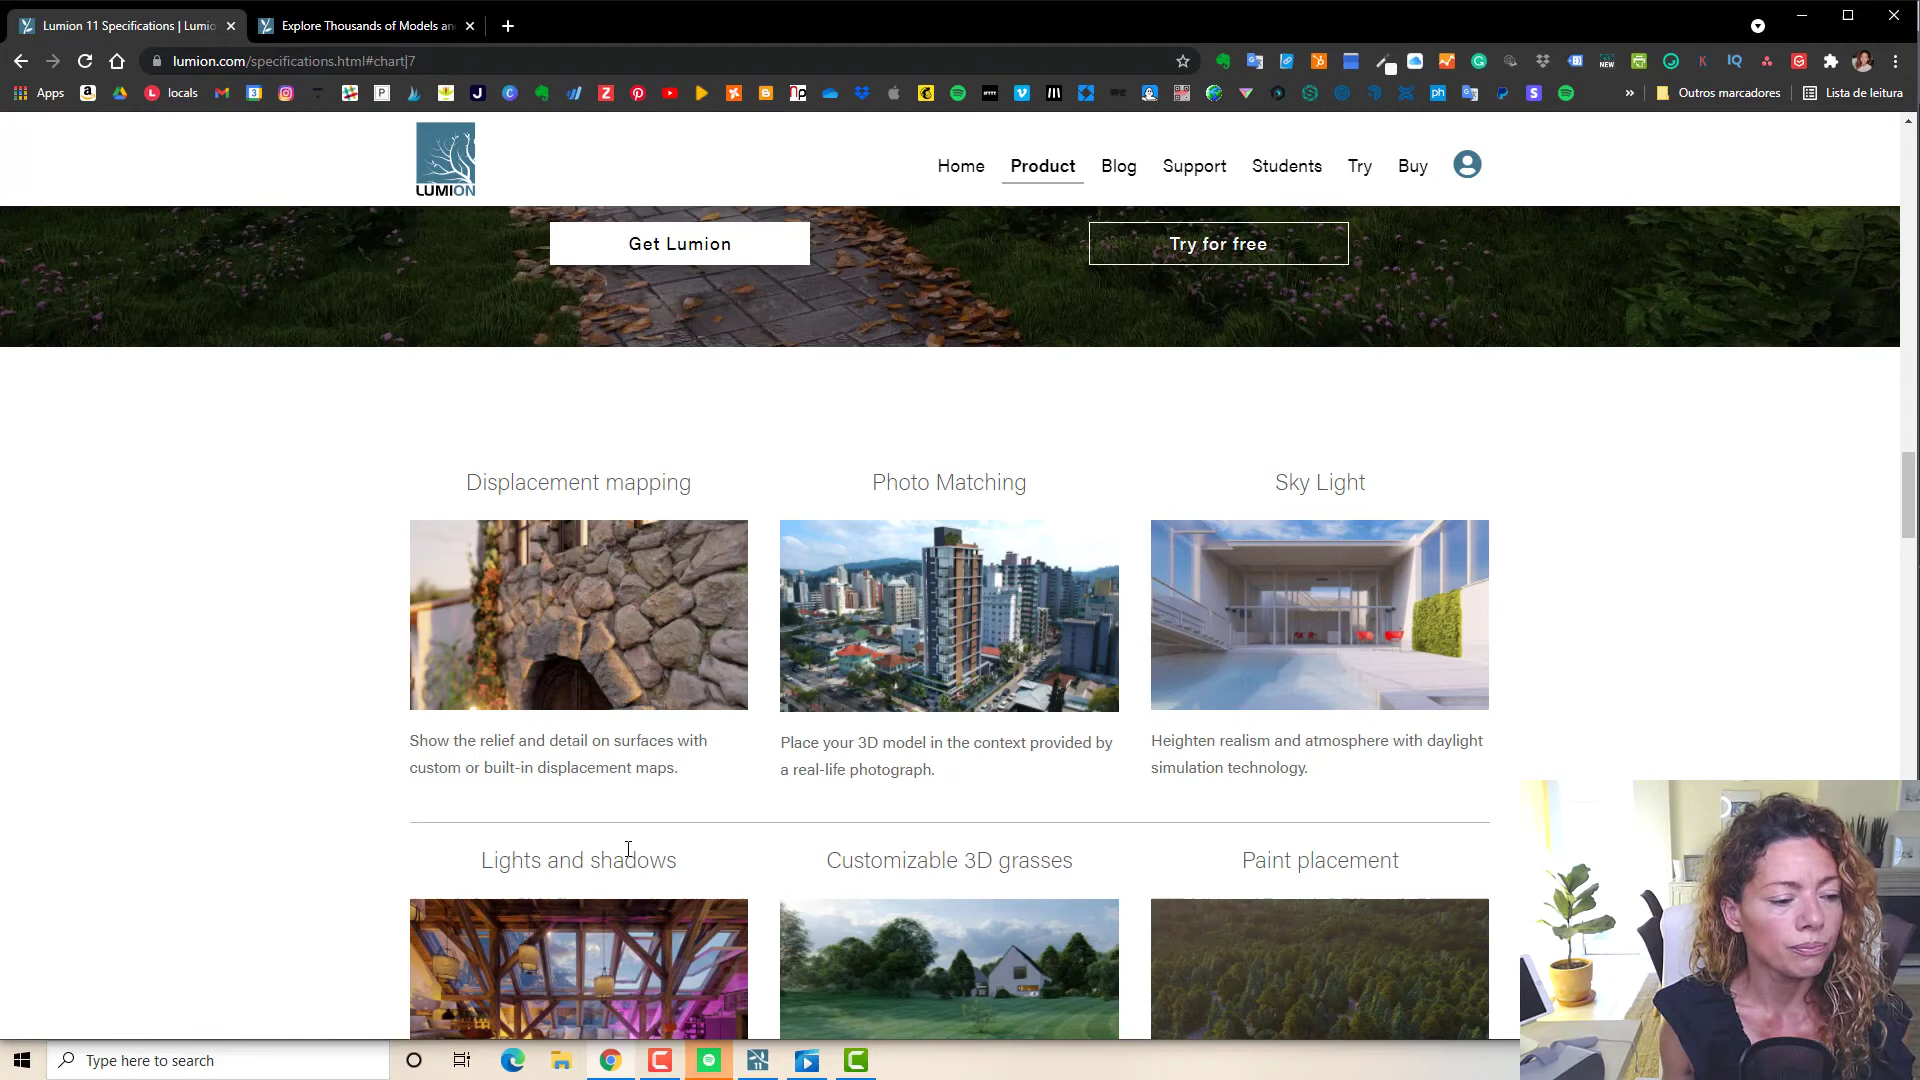 Lumion 11 Specifications | Lumio
Explore Thousands of Models an
lumion.com/specifications.html#chart|7
Apps
locals
Outros marcadores
Lista de leitura
LUMION
Home
Product
Blog
Support
Students
Try
Buy
Get Lumion
Try for free
Displacement mapping
Photo Matching
Sky Light
Show the relief and detail on surfaces with
custom or built-in displacement maps.
Place your 3D model in the context provided by
a real-life photograph.
Heighten realism and atmosphere with daylight
simulation technology.
Lights and shadows
Customizable 3D grasses
Paint placement
Type here to search